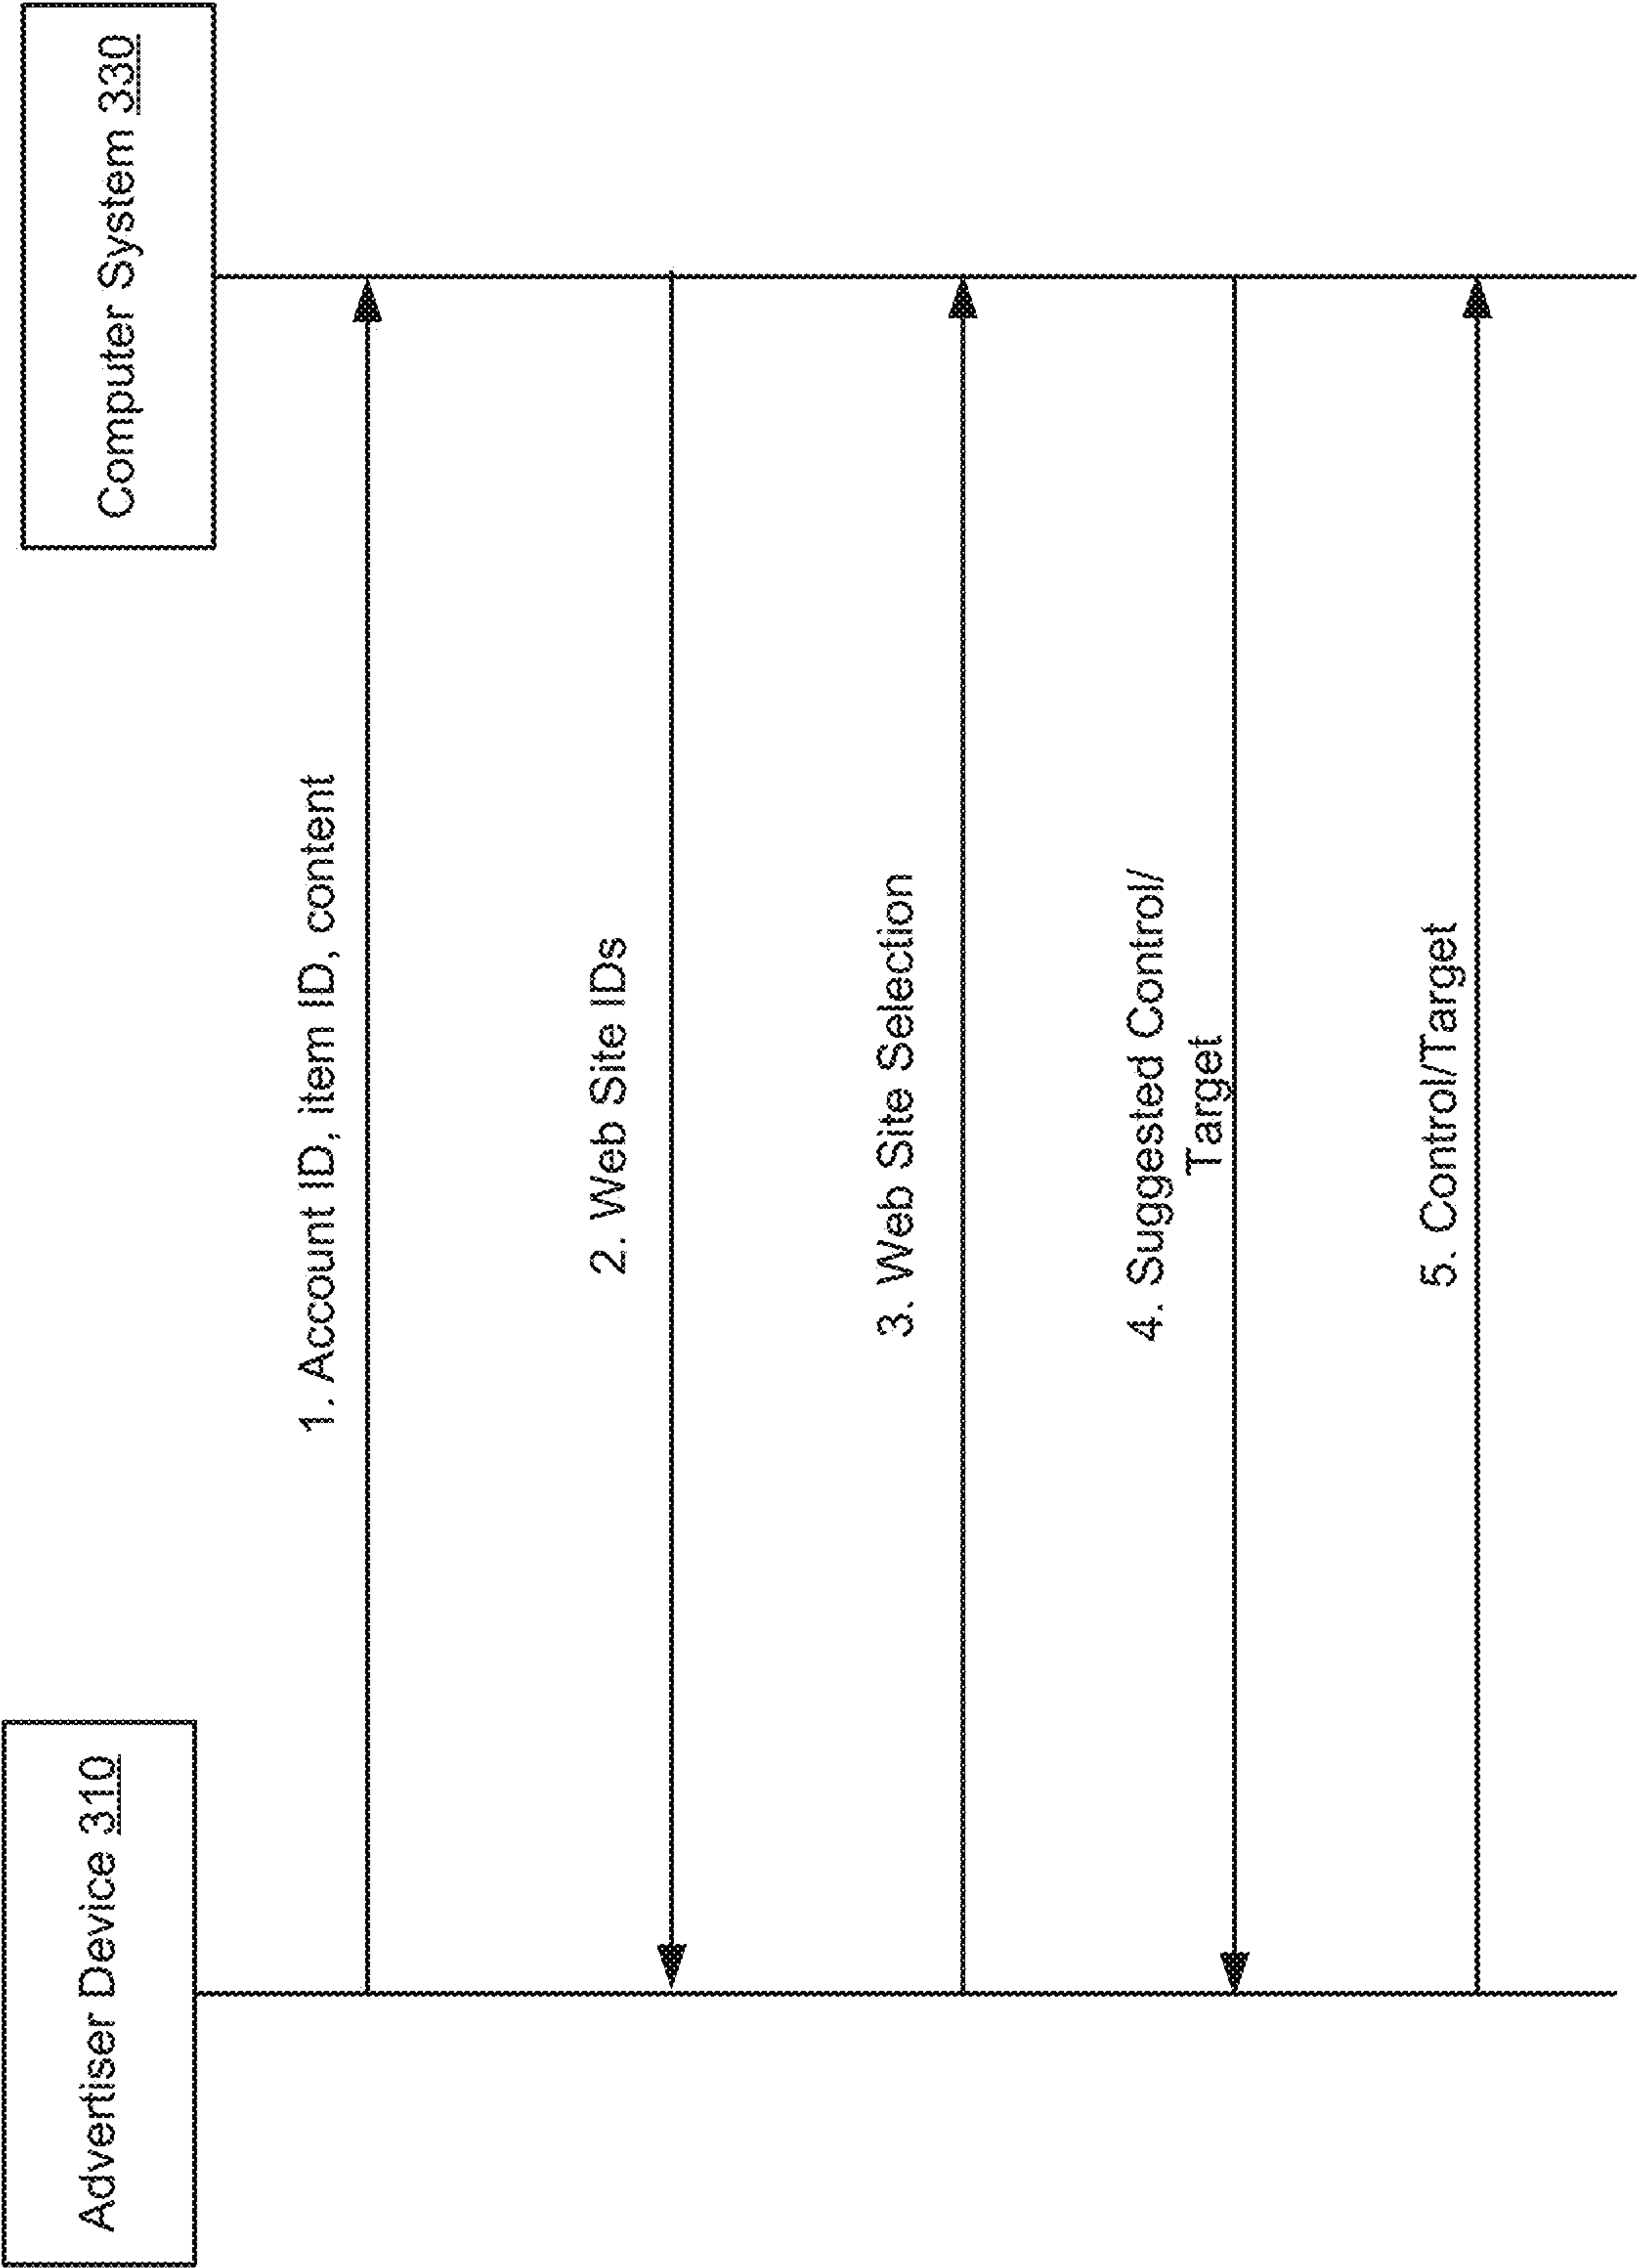 Advertiser Device 310
Computer System 330
1. Account ID, item ID, content
2. Web Site IDs
3. Web Site Selection
4. Suggested Control/
Target
5. Control/Target